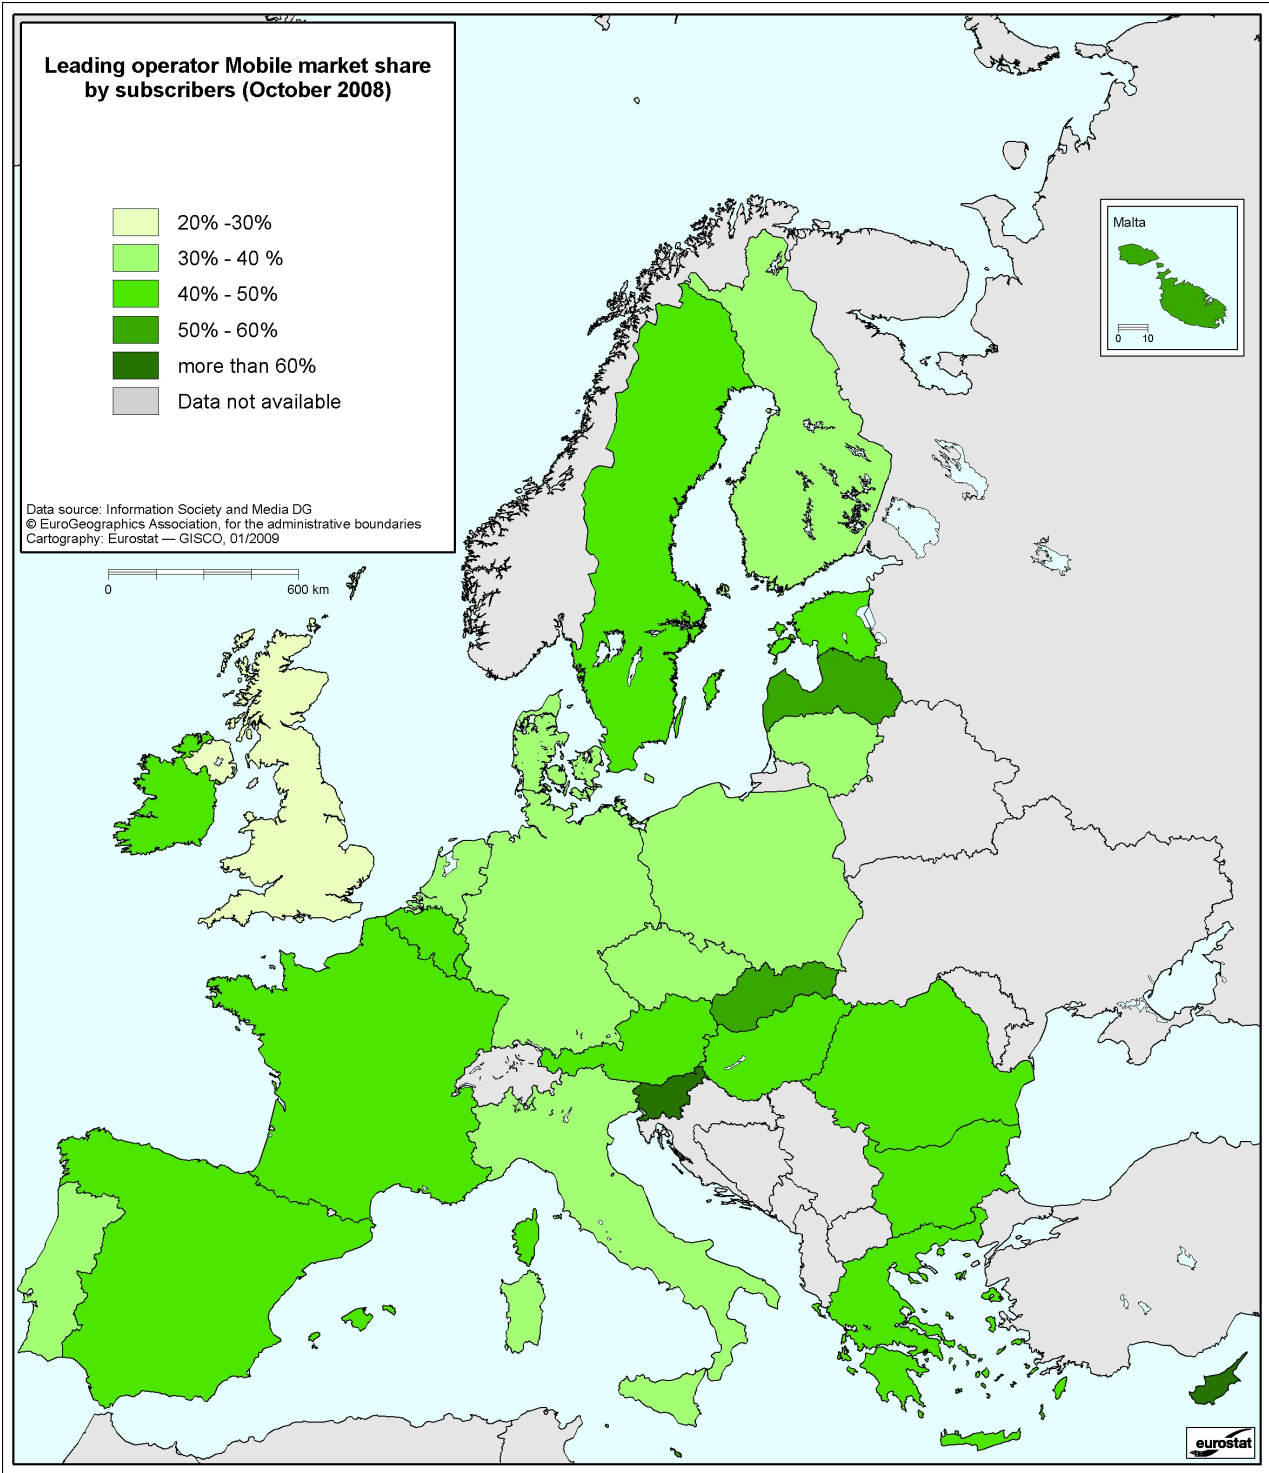 Leading operator Mobile market share
by subscribers (October 2008)
20% -30%
30% - 40 %
40% - 50%
50% - 60%
more than 60%
Data not available
Data source: Information Society and Media DG
© EuroGeographics Association, for the administrative boundaries
Cartography: Eurostat — GISCO, 01/2009
0 600 km
Malta
0 10
eurostat